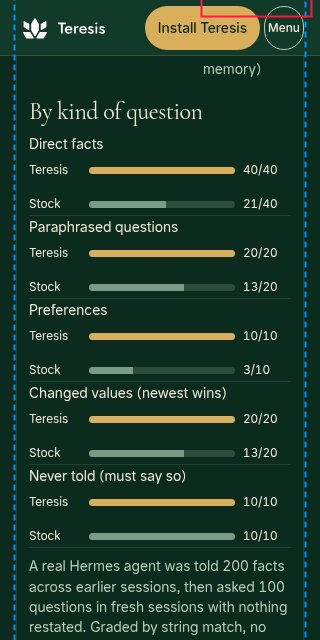 Teresis
Install Teresis
Menu
memory)
By kind of question
Direct facts
Teresis 40/40
Stock 21/40
Paraphrased questions
Teresis 20/20
Stock 13/20
Preferences
Teresis 10/10
Stock 3/10
Changed values (newest wins)
Teresis 20/20
Stock 13/20
Never told (must say so)
Teresis 10/10
Stock 10/10
A real Hermes agent was told 200 facts
across earlier sessions, then asked 100
questions in fresh sessions with nothing
restated. Graded by string match, no